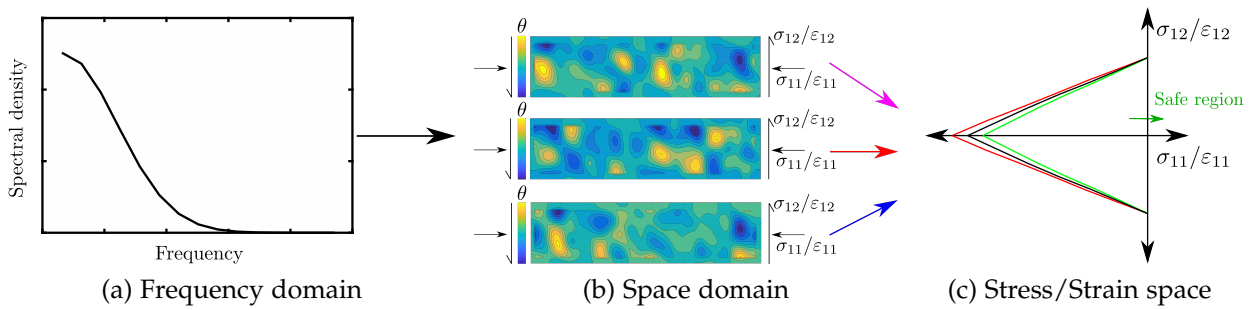 Spectral density
Frequency
(a) Frequency domain
θ
σ12/ε12
σ11/ε11
θ
σ12/ε12
σ11/ε11
θ
σ12/ε12
σ11/ε11
(b) Space domain
σ12/ε12
Safe region
σ11/ε11
(c) Stress/Strain space